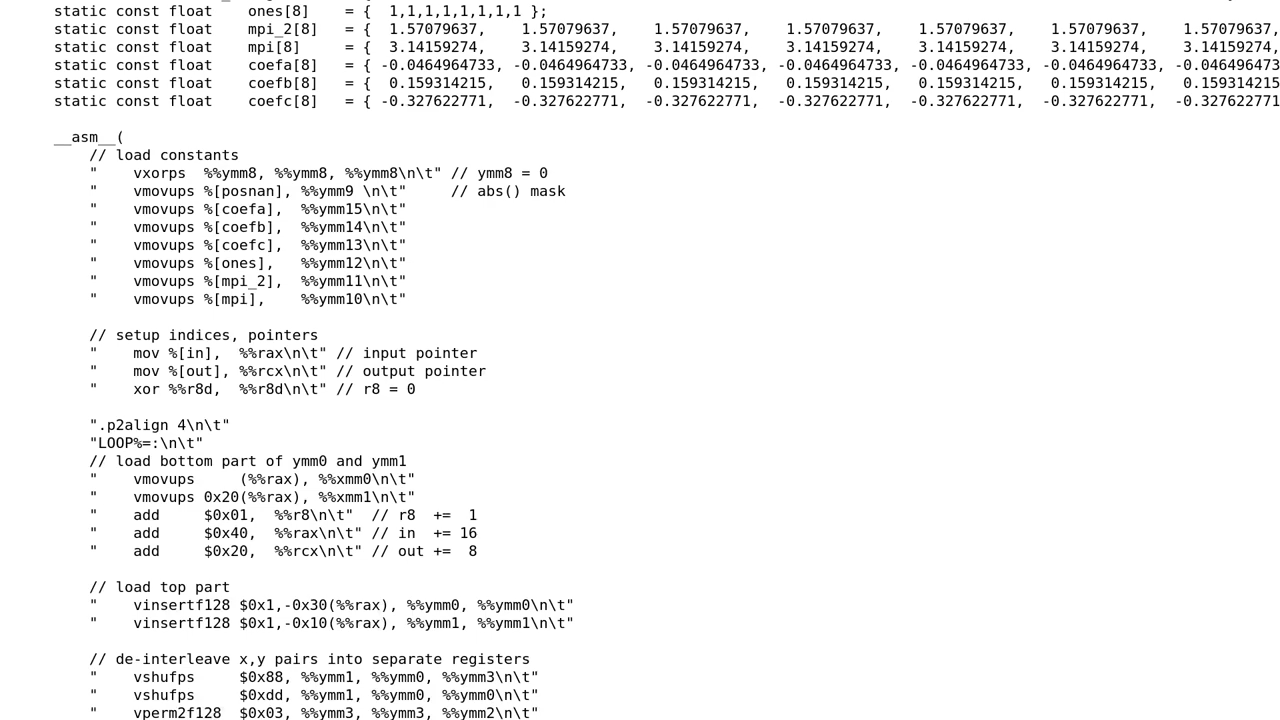 static const float    ones[8]    = {  1,1,1,1,1,1,1,1 };
static const float    mpi_2[8]   = {  1.57079637,    1.57079637,    1.57079637,    1.57079637,    1.57079637,    1.57079637,    1.57079637,
static const float    mpi[8]     = {  3.14159274,    3.14159274,    3.14159274,    3.14159274,    3.14159274,    3.14159274,    3.14159274,
static const float    coefa[8]   = { -0.0464964733, -0.0464964733, -0.0464964733, -0.0464964733, -0.0464964733, -0.0464964733, -0.046496473
static const float    coefb[8]   = {  0.159314215,   0.159314215,   0.159314215,   0.159314215,   0.159314215,   0.159314215,   0.159314215
static const float    coefc[8]   = { -0.327622771,  -0.327622771,  -0.327622771,  -0.327622771,  -0.327622771,  -0.327622771,  -0.327622771
__asm__(
// load constants
"    vxorps  %%ymm8, %%ymm8, %%ymm8\n\t" // ymm8 = 0
"    vmovups %[posnan], %%ymm9 \n\t"     // abs() mask
"    vmovups %[coefa],  %%ymm15\n\t"
"    vmovups %[coefb],  %%ymm14\n\t"
"    vmovups %[coefc],  %%ymm13\n\t"
"    vmovups %[ones],   %%ymm12\n\t"
"    vmovups %[mpi_2],  %%ymm11\n\t"
"    vmovups %[mpi],    %%ymm10\n\t"
// setup indices, pointers
"    mov %[in],  %%rax\n\t" // input pointer
"    mov %[out], %%rcx\n\t" // output pointer
"    xor %%r8d,  %%r8d\n\t" // r8 = 0
".p2align 4\n\t"
"LOOP%=:\n\t"
// load bottom part of ymm0 and ymm1
"    vmovups     (%%rax), %%xmm0\n\t"
"    vmovups 0x20(%%rax), %%xmm1\n\t"
"    add     $0x01,  %%r8\n\t"  // r8  +=  1
"    add     $0x40,  %%rax\n\t" // in  += 16
"    add     $0x20,  %%rcx\n\t" // out +=  8
// load top part
"    vinsertf128 $0x1,-0x30(%%rax), %%ymm0, %%ymm0\n\t"
"    vinsertf128 $0x1,-0x10(%%rax), %%ymm1, %%ymm1\n\t"
// de-interleave x,y pairs into separate registers
"    vshufps     $0x88, %%ymm1, %%ymm0, %%ymm3\n\t"
"    vshufps     $0xdd, %%ymm1, %%ymm0, %%ymm0\n\t"
"    vperm2f128  $0x03, %%ymm3, %%ymm3, %%ymm2\n\t"